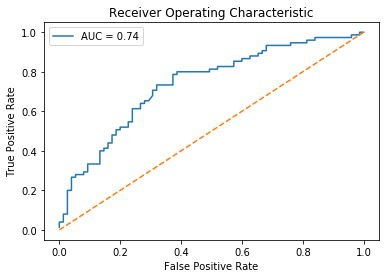 Receiver Operating Characteristic
AUC = 0.74
True Positive Rate
1.0
0.8
0.6
0.4
0.2
0.0
0.0 0.2 0.4 0.6 0.8 1.0
False Positive Rate